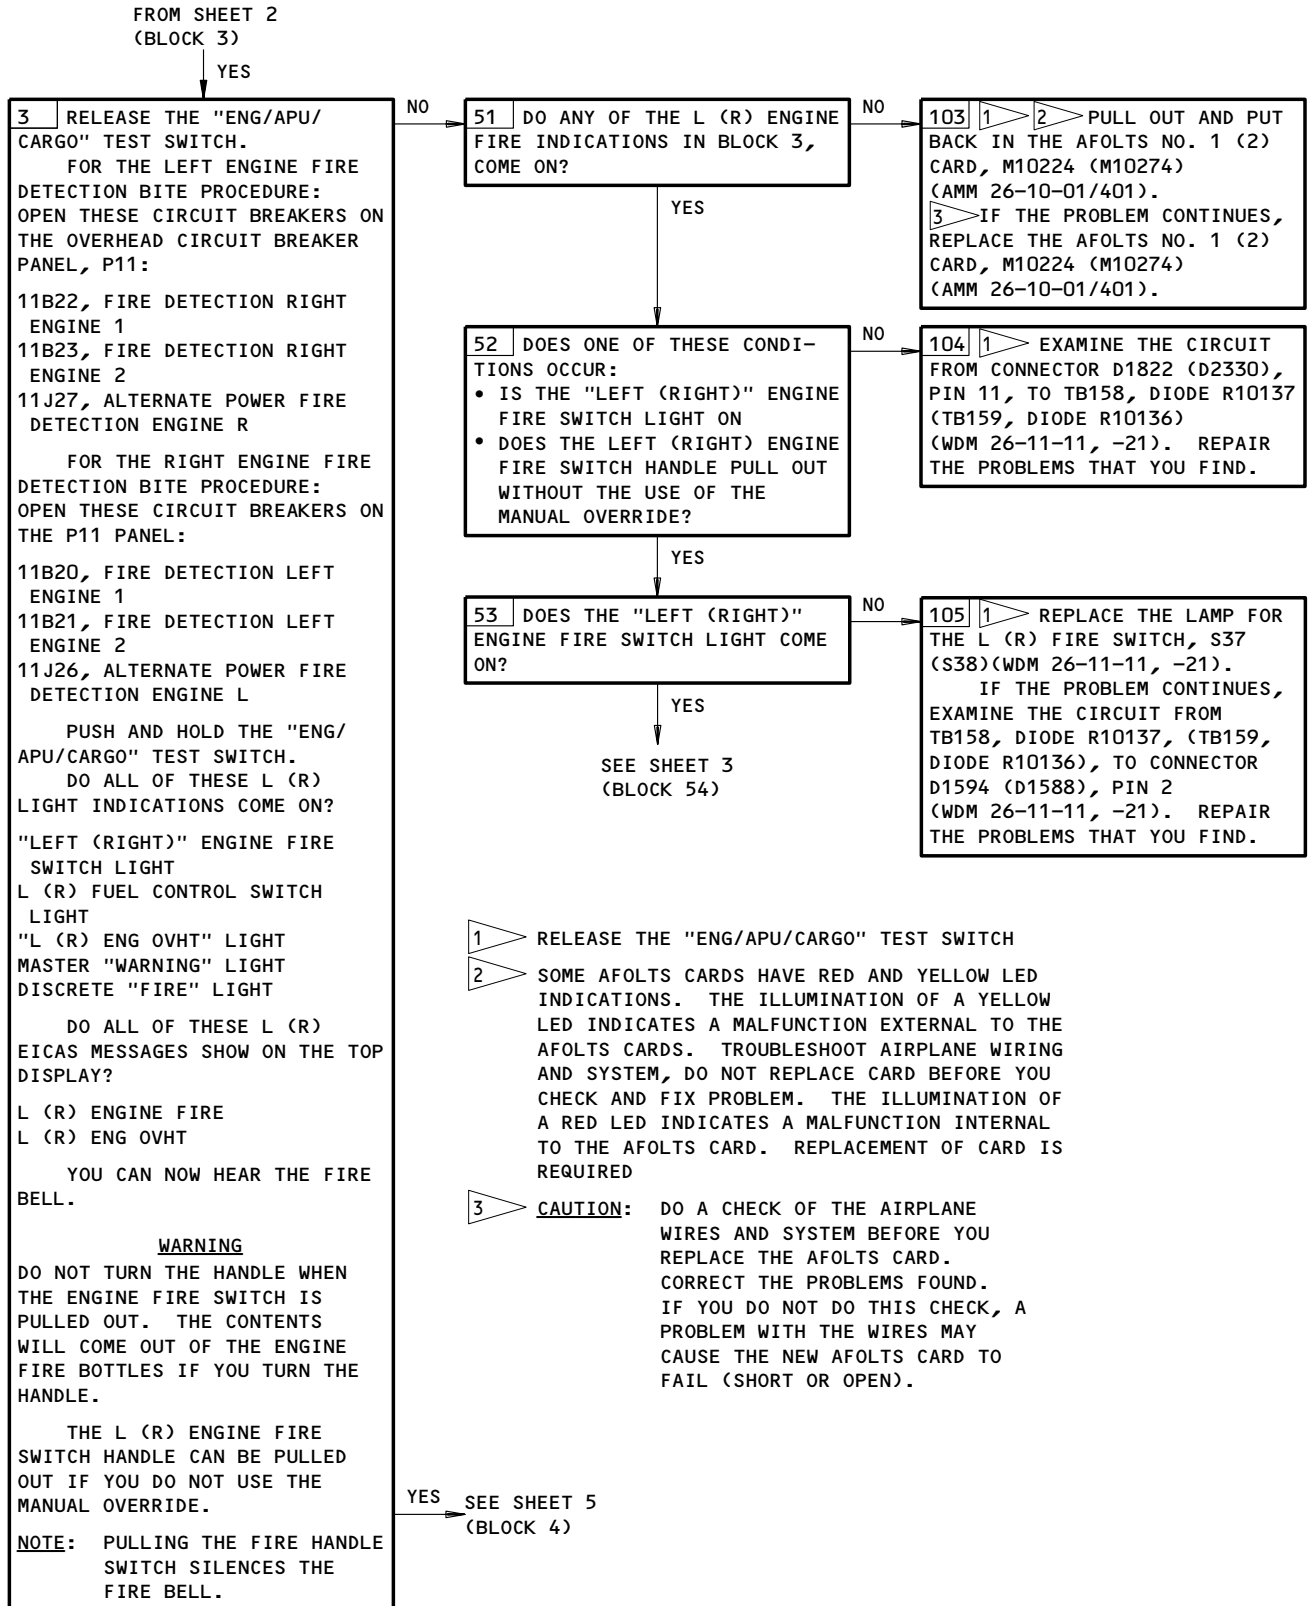 FROM SHEET 2
(BLOCK 3)
YES
3 RELEASE THE "ENG/APU/
CARGO" TEST SWITCH.
FOR THE LEFT ENGINE FIRE
DETECTION BITE PROCEDURE:
OPEN THESE CIRCUIT BREAKERS ON
THE OVERHEAD CIRCUIT BREAKER
PANEL, P11:
11B22, FIRE DETECTION RIGHT
ENGINE 1
11B23, FIRE DETECTION RIGHT
ENGINE 2
11J27, ALTERNATE POWER FIRE
DETECTION ENGINE R
FOR THE RIGHT ENGINE FIRE
DETECTION BITE PROCEDURE:
OPEN THESE CIRCUIT BREAKERS ON
THE P11 PANEL:
11B20, FIRE DETECTION LEFT
ENGINE 1
11B21, FIRE DETECTION LEFT
ENGINE 2
11J26, ALTERNATE POWER FIRE
DETECTION ENGINE L
PUSH AND HOLD THE "ENG/
APU/CARGO" TEST SWITCH.
DO ALL OF THESE L (R)
LIGHT INDICATIONS COME ON?
"LEFT (RIGHT)" ENGINE FIRE
SWITCH LIGHT
L (R) FUEL CONTROL SWITCH
LIGHT
"L (R) ENG OVHT" LIGHT
MASTER "WARNING" LIGHT
DISCRETE "FIRE" LIGHT
DO ALL OF THESE L (R)
EICAS MESSAGES SHOW ON THE TOP
DISPLAY?
L (R) ENGINE FIRE
L (R) ENG OVHT
YOU CAN NOW HEAR THE FIRE
BELL.
WARNING
DO NOT TURN THE HANDLE WHEN
THE ENGINE FIRE SWITCH IS
PULLED OUT. THE CONTENTS
WILL COME OUT OF THE ENGINE
FIRE BOTTLES IF YOU TURN THE
HANDLE.
THE L (R) ENGINE FIRE
SWITCH HANDLE CAN BE PULLED
OUT IF YOU DO NOT USE THE
MANUAL OVERRIDE.
NOTE: PULLING THE FIRE HANDLE
SWITCH SILENCES THE
FIRE BELL.
NO
51 DO ANY OF THE L (R) ENGINE
FIRE INDICATIONS IN BLOCK 3,
COME ON?
NO
103 1 2 PULL OUT AND PUT
BACK IN THE AFOLTS NO. 1 (2)
CARD, M10224 (M10274)
(AMM 26-10-01/401).
3 IF THE PROBLEM CONTINUES,
REPLACE THE AFOLTS NO. 1 (2)
CARD, M10224 (M10274)
(AMM 26-10-01/401).
YES
52 DOES ONE OF THESE CONDI-
TIONS OCCUR:
• IS THE "LEFT (RIGHT)" ENGINE
FIRE SWITCH LIGHT ON
• DOES THE LEFT (RIGHT) ENGINE
FIRE SWITCH HANDLE PULL OUT
WITHOUT THE USE OF THE
MANUAL OVERRIDE?
NO
104 1 EXAMINE THE CIRCUIT
FROM CONNECTOR D1822 (D2330),
PIN 11, TO TB158, DIODE R10137
(TB159, DIODE R10136)
(WDM 26-11-11, -21). REPAIR
THE PROBLEMS THAT YOU FIND.
YES
53 DOES THE "LEFT (RIGHT)"
ENGINE FIRE SWITCH LIGHT COME
ON?
NO
105 1 REPLACE THE LAMP FOR
THE L (R) FIRE SWITCH, S37
(S38)(WDM 26-11-11, -21).
IF THE PROBLEM CONTINUES,
EXAMINE THE CIRCUIT FROM
TB158, DIODE R10137, (TB159,
DIODE R10136), TO CONNECTOR
D1594 (D1588), PIN 2
(WDM 26-11-11, -21). REPAIR
THE PROBLEMS THAT YOU FIND.
YES
SEE SHEET 3
(BLOCK 54)
1 RELEASE THE "ENG/APU/CARGO" TEST SWITCH
2 SOME AFOLTS CARDS HAVE RED AND YELLOW LED
INDICATIONS. THE ILLUMINATION OF A YELLOW
LED INDICATES A MALFUNCTION EXTERNAL TO THE
AFOLTS CARDS. TROUBLESHOOT AIRPLANE WIRING
AND SYSTEM, DO NOT REPLACE CARD BEFORE YOU
CHECK AND FIX PROBLEM. THE ILLUMINATION OF
A RED LED INDICATES A MALFUNCTION INTERNAL
TO THE AFOLTS CARD. REPLACEMENT OF CARD IS
REQUIRED
3 CAUTION: DO A CHECK OF THE AIRPLANE
WIRES AND SYSTEM BEFORE YOU
REPLACE THE AFOLTS CARD.
CORRECT THE PROBLEMS FOUND.
IF YOU DO NOT DO THIS CHECK, A
PROBLEM WITH THE WIRES MAY
CAUSE THE NEW AFOLTS CARD TO
FAIL (SHORT OR OPEN).
YES
SEE SHEET 5
(BLOCK 4)